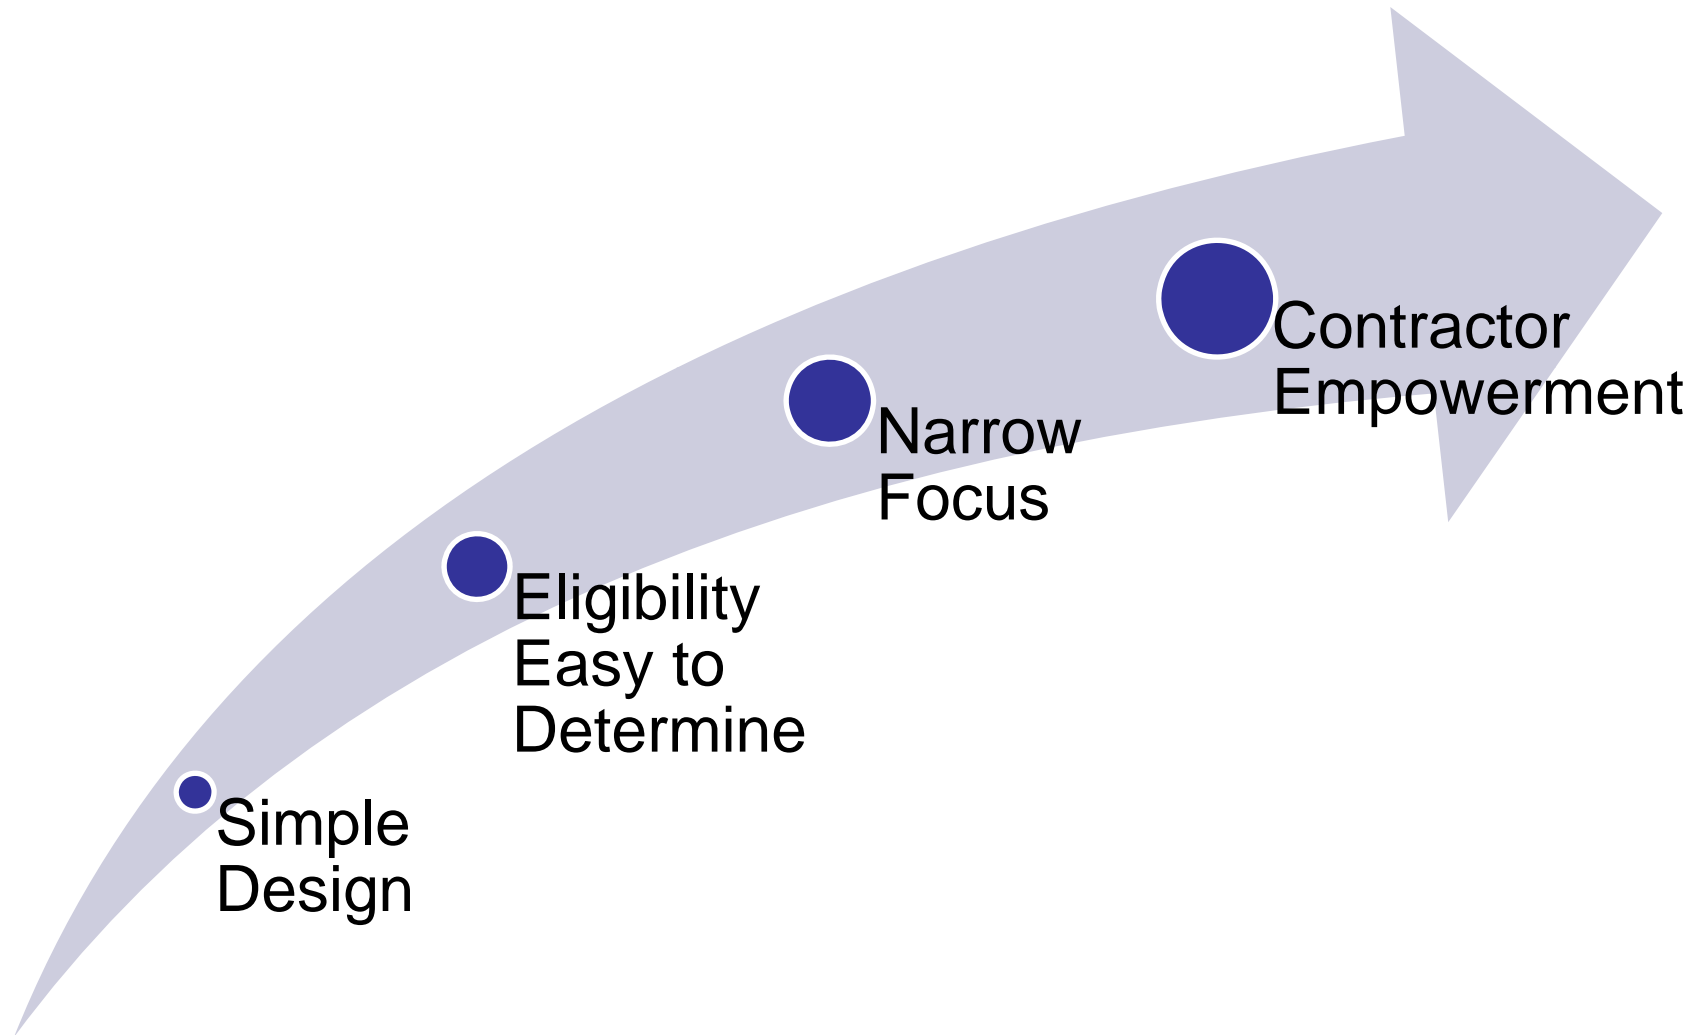 Simple
Design
Eligibility
Easy to
Determine
Narrow
Focus
Contractor
Empowerment